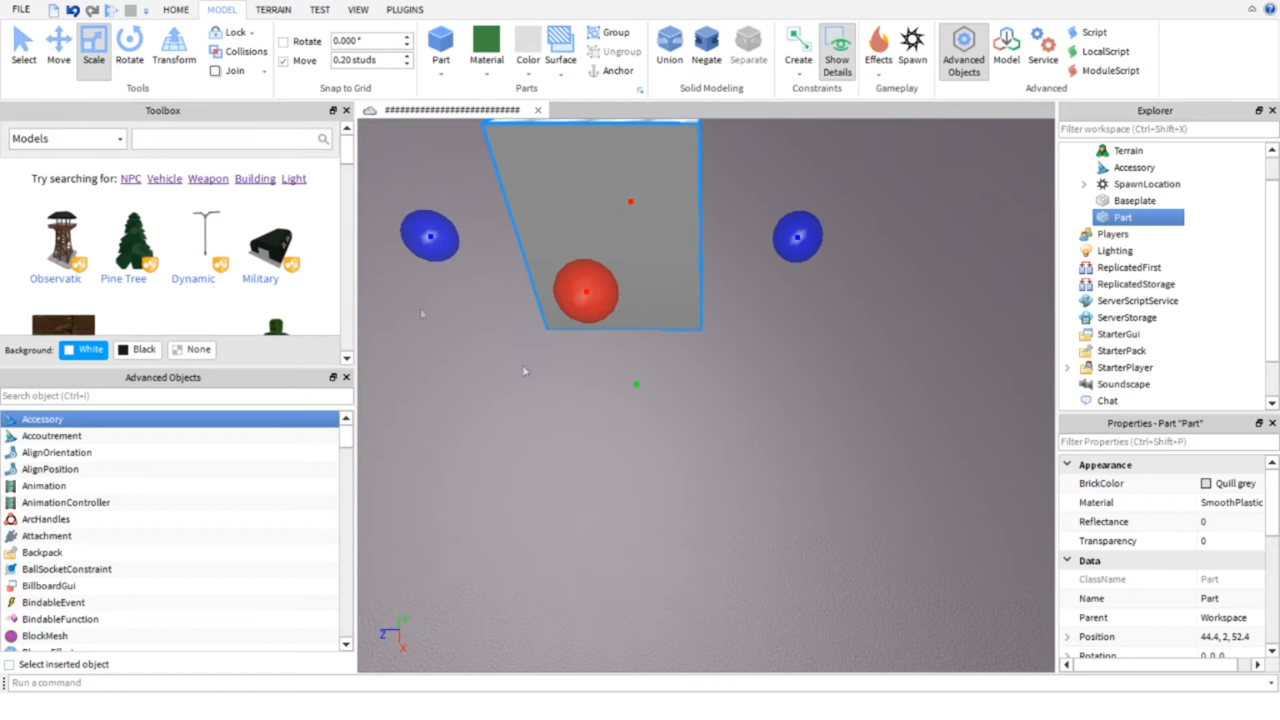 FILE HOME MODEL TERRAIN TEST VIEW PLUGINS
Select Move Scale Rotate Transform
Lock
Collisions
Join
Tools
Rotate 0.000°
Move 0.20 studs
Snap to Grid
Part Material Color Surface
Group
Ungroup
Anchor
Parts
Union Negate Separate
Solid Modeling
Create Show Details
Constraints
Effects Spawn
Gameplay
Advanced Objects Model Service
Script
LocalScript
ModuleScript
Advanced
Toolbox
Models
Try searching for: NPC Vehicle Weapon Building Light
Observatic Pine Tree Dynamic Military
Background: White Black None
Advanced Objects
Search object (Ctrl+I)
Accessory
Accoutrement
AlignOrientation
AlignPosition
Animation
AnimationController
ArcHandles
Attachment
Backpack
BallSocketConstraint
BillboardGui
BindableEvent
BindableFunction
BlockMesh
Select inserted object
Run a command
###########################
Z Y X
Explorer
Filter workspace (Ctrl+Shift+X)
Terrain
Accessory
SpawnLocation
Baseplate
Part
Players
Lighting
ReplicatedFirst
ReplicatedStorage
ServerScriptService
ServerStorage
StarterGui
StarterPack
StarterPlayer
Soundscape
Chat
Properties - Part "Part"
Filter Properties (Ctrl+Shift+P)
Appearance
BrickColor Quill grey
Material SmoothPlastic
Reflectance 0
Transparency 0
Data
ClassName Part
Name Part
Parent Workspace
Position 44.4, 2, 52.4
Rotation 0, 0, 0